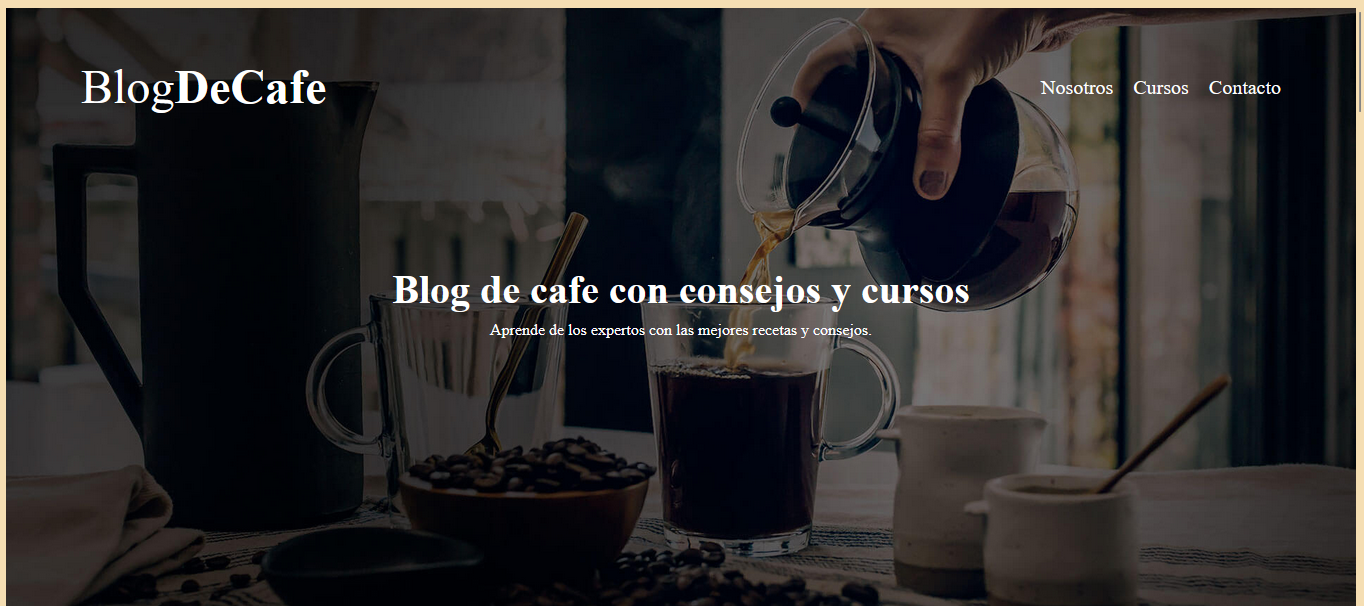 BlogDeCafe
Nosotros Cursos Contacto
Blog de cafe con consejos y cursos
Aprende de los expertos con las mejores recetas y consejos.